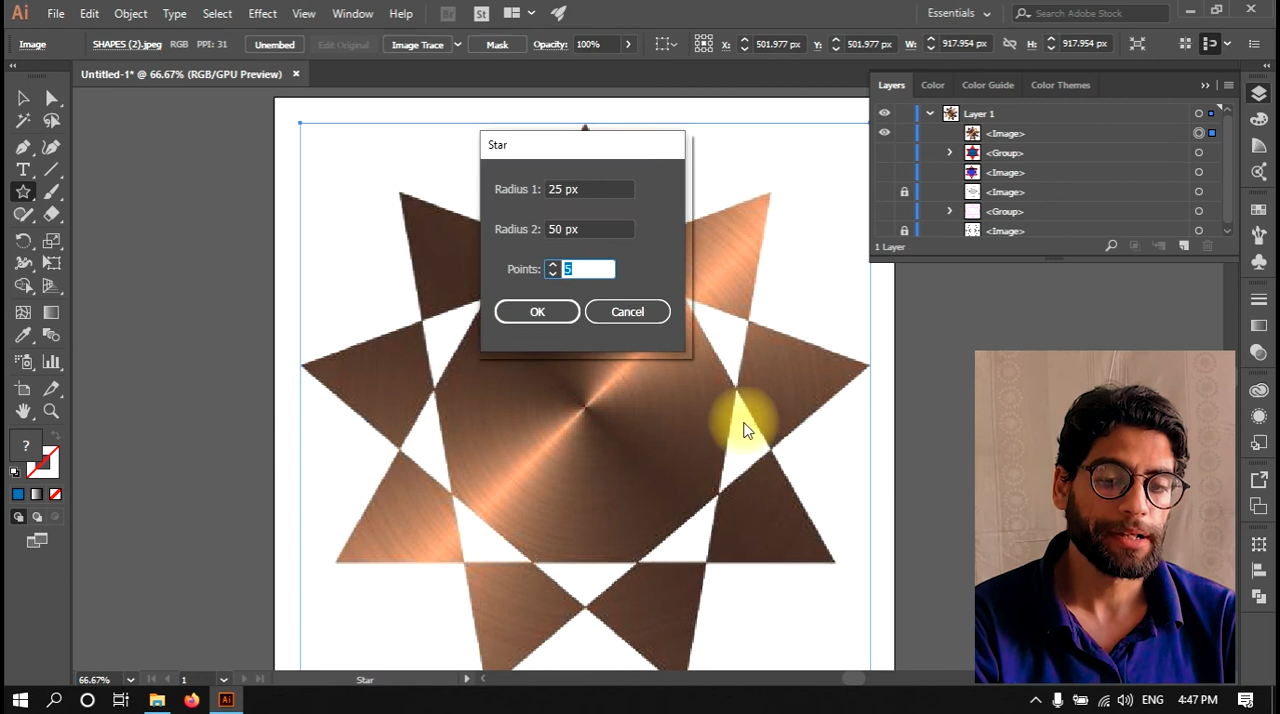 Ai File Edit Object Type Select Effect View Window Help Br St Essentials Search Adobe Stock
Image SHAPES (2).jpeg RGB PPI: 31 Unembed Edit Original Image Trace Mask Opacity: 100% X: 501.977 px Y: 501.977 px W: 917.954 px H: 917.954 px
Untitled-1* @ 66.67% (RGB/GPU Preview) ×
Layers Color Color Guide Color Themes
Layer 1
<Image>
<Group>
<Image>
<Image>
<Group>
<Image>
1 Layer
Star
Radius 1: 25 px
Radius 2: 50 px
Points: 5
OK Cancel
?
66.67% 1 Star
Ai ENG 4:47 PM